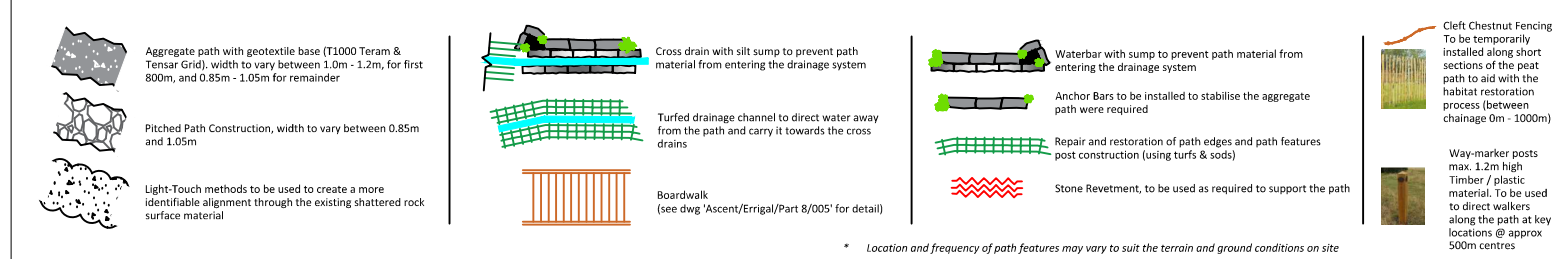 Aggregate path with geotextile base (T1000 Teram &
Tensar Grid). width to vary between 1.0m - 1.2m, for first
800m, and 0.85m - 1.05m for remainder
Pitched Path Construction, width to vary between 0.85m
and 1.05m
Light-Touch methods to be used to create a more
identifiable alignment through the existing shattered rock
surface material
Cross drain with silt sump to prevent path
material from entering the drainage system
Turfed drainage channel to direct water away
from the path and carry it towards the cross
drains
Boardwalk
(see dwg 'Ascent/Errigal/Part 8/005' for detail)
Waterbar with sump to prevent path material from
entering the drainage system
Anchor Bars to be installed to stabilise the aggregate
path were required
Repair and restoration of path edges and path features
post construction (using turfs & sods)
Stone Revetment, to be used as required to support the path
Cleft Chestnut Fencing
To be temporarily
installed along short
sections of the peat
path to aid with the
habitat restoration
process (between
chainage 0m - 1000m)
Way-marker posts
max. 1.2m high
Timber / plastic
material. To be used
to direct walkers
along the path at key
locations @ approx
500m centres
* Location and frequency of path features may vary to suit the terrain and ground conditions on site